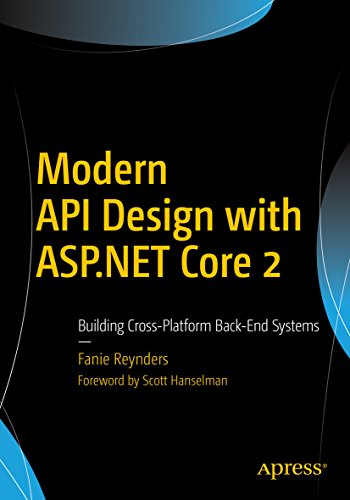 Modern
API Design with
ASP.NET Core 2
Building Cross-Platform Back-End Systems
—
Fanie Reynders
Foreword by Scott Hanselman
Apress®